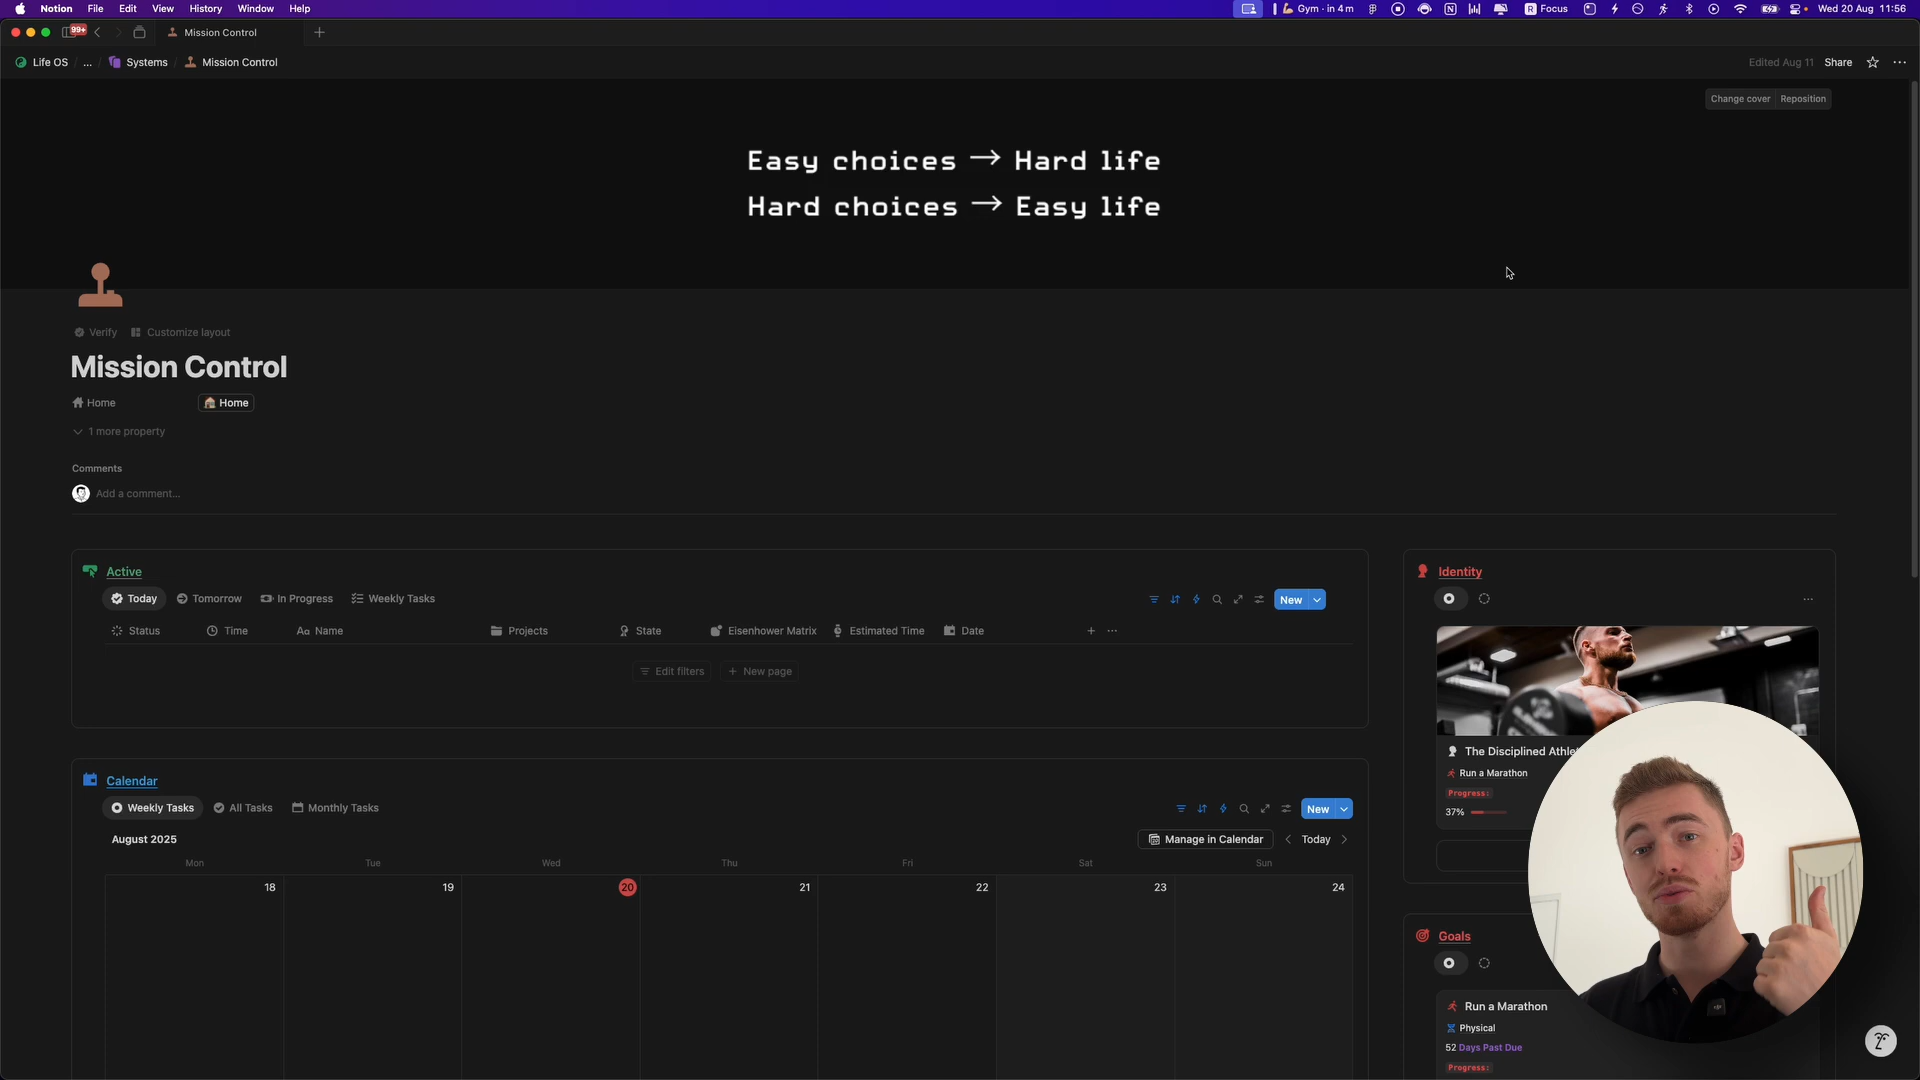 Notion File Edit View History Window Help
Gym · in 4 m
Focus
Wed 20 Aug 11:56
99+
Mission Control
Life OS / ... / Systems / Mission Control
Edited Aug 11 Share
Change cover Reposition
Easy choices → Hard life
Hard choices → Easy life
Verify Customize layout
Mission Control
Home Home
1 more property
Comments
Add a comment...
Active
Today Tomorrow In Progress Weekly Tasks
New
Status Time Aa Name Projects State Eisenhower Matrix Estimated Time Date
Edit filters + New page
Calendar
Weekly Tasks All Tasks Monthly Tasks
New
August 2025
Manage in Calendar Today
Mon Tue Wed Thu Fri Sat Sun
18 19 20 21 22 23 24
Identity
The Disciplined
Run a Marathon
Progress:
37%
Goals
Run a Marathon
Physical
52 Days Past Due
Progress: